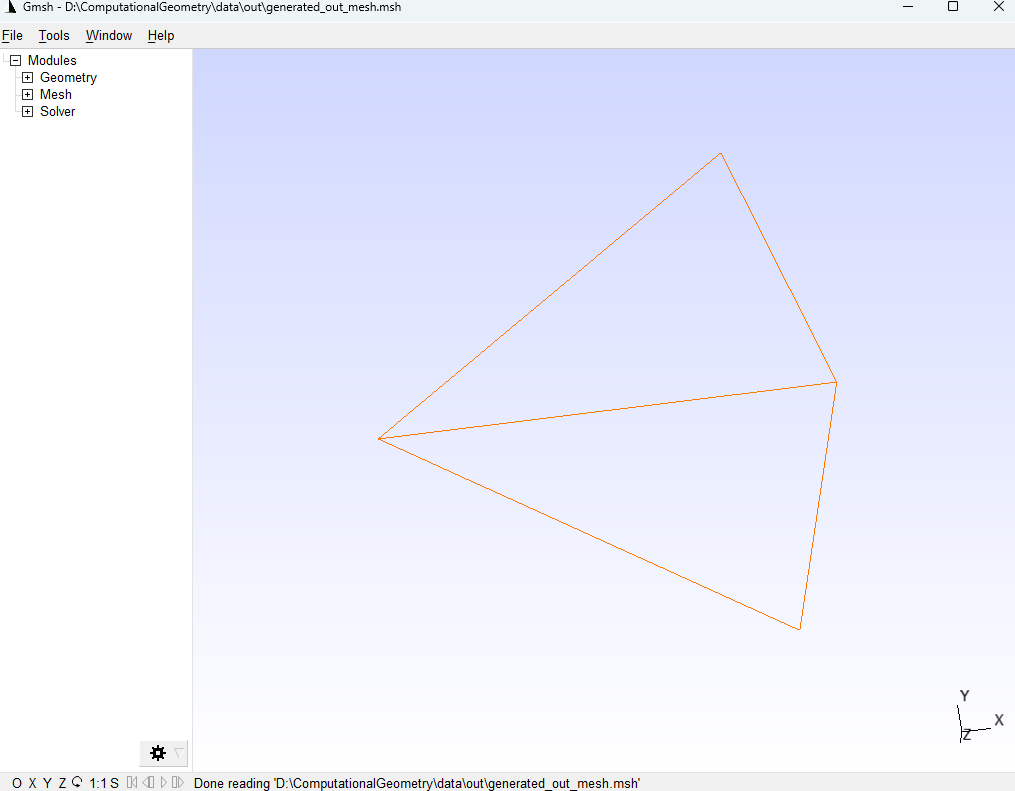 Gmsh - D:\ComputationalGeometry\data\out\generated_out_mesh.msh
File Tools Window Help
Modules
Geometry
Mesh
Solver
Y
X
Z
O X Y Z 1:1 S Done reading 'D:\ComputationalGeometry\data\out\generated_out_mesh.msh'